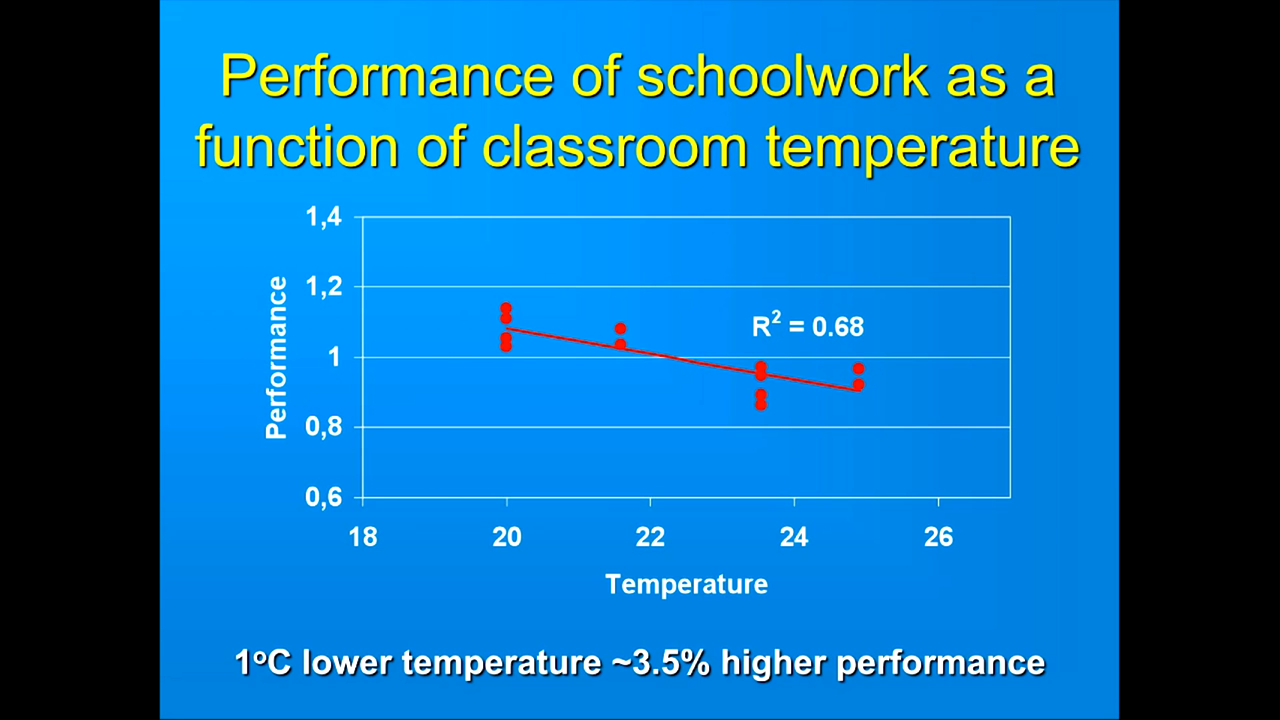 Performance of schoolwork as a
function of classroom temperature
1,4
1,2
1
0,8
0,6
Performance
R² = 0.68
18 20 22 24 26
Temperature
1°C lower temperature ~3.5% higher performance